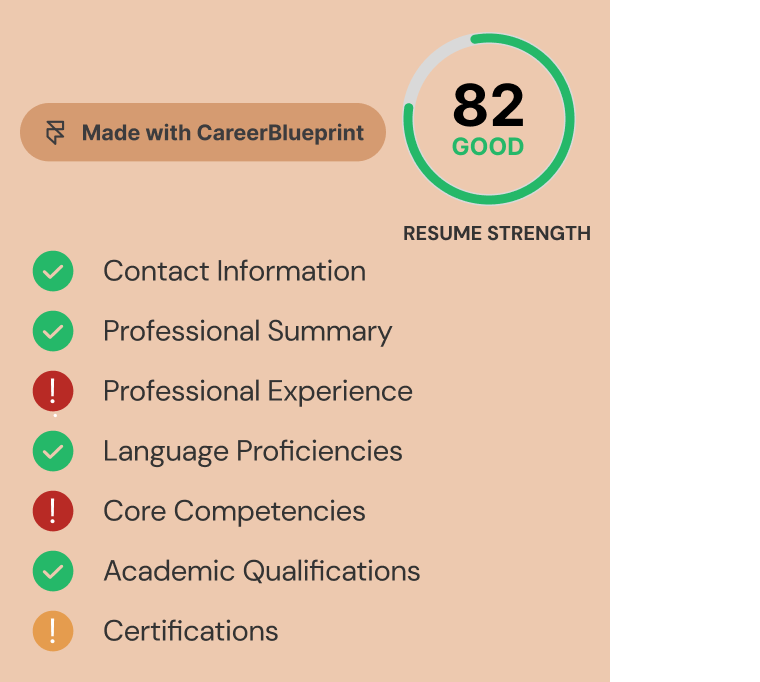 82
GOOD
Made with CareerBlueprint
RESUME STRENGTH
Contact Information
Professional Summary
Professional Experience
Language Proficiencies
Core Competencies
Academic Qualifications
Certifications